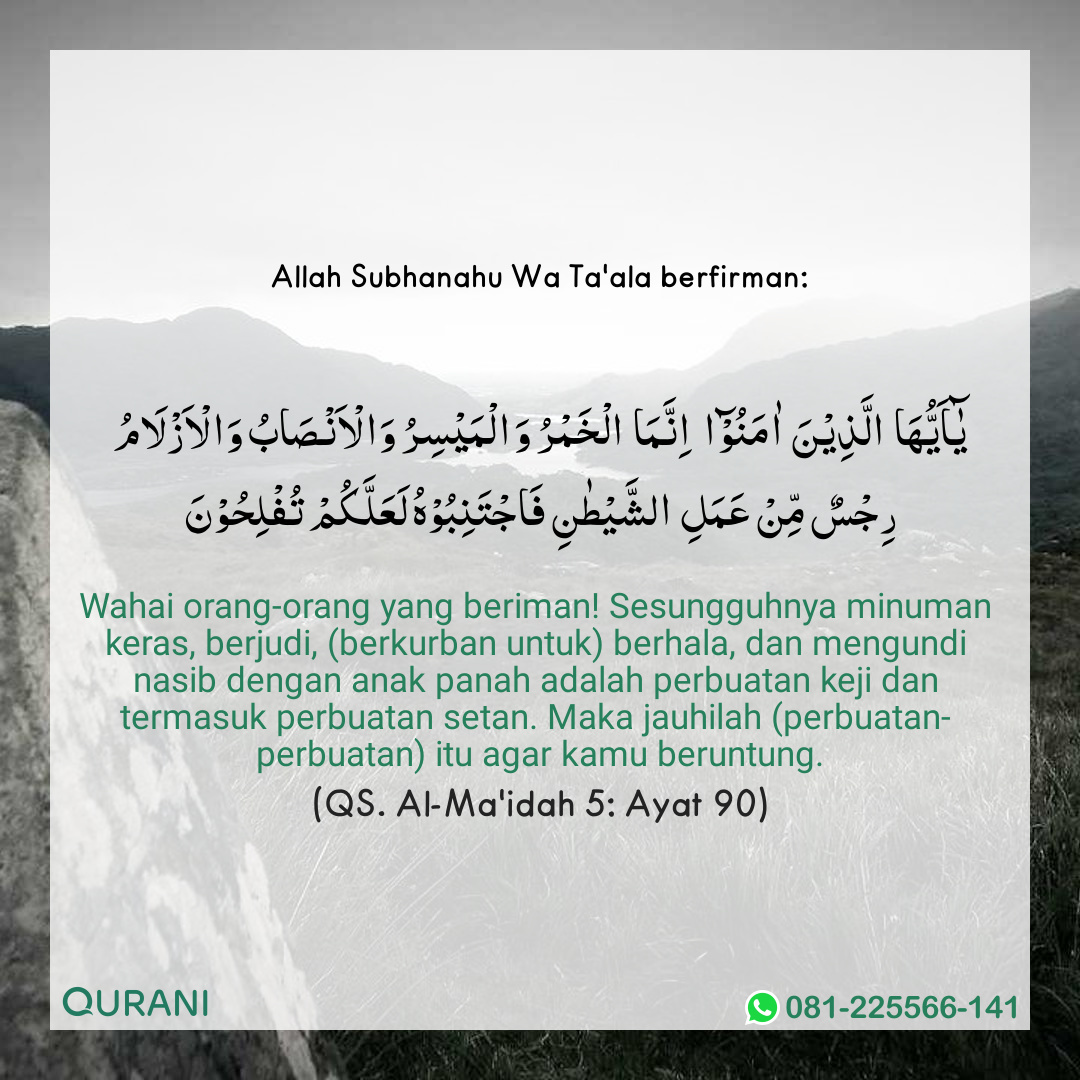 Allah Subhanahu Wa Ta'ala berfirman:
يٰۤاَيُّهَا الَّذِيْنَ اٰمَنُوْۤا اِنَّمَا الْخَمْرُ وَالْمَيْسِرُ وَالْاَنْصَابُ وَالْاَزْلَامُ
رِجْسٌ مِّنْ عَمَلِ الشَّيْطٰنِ فَاجْتَنِبُوْهُ لَعَلَّكُمْ تُفْلِحُوْنَ
Wahai orang-orang yang beriman! Sesungguhnya minuman
keras, berjudi, (berkurban untuk) berhala, dan mengundi
nasib dengan anak panah adalah perbuatan keji dan
termasuk perbuatan setan. Maka jauhilah (perbuatan-
perbuatan) itu agar kamu beruntung.
(QS. Al-Ma'idah 5: Ayat 90)
QURANI
081-225566-141